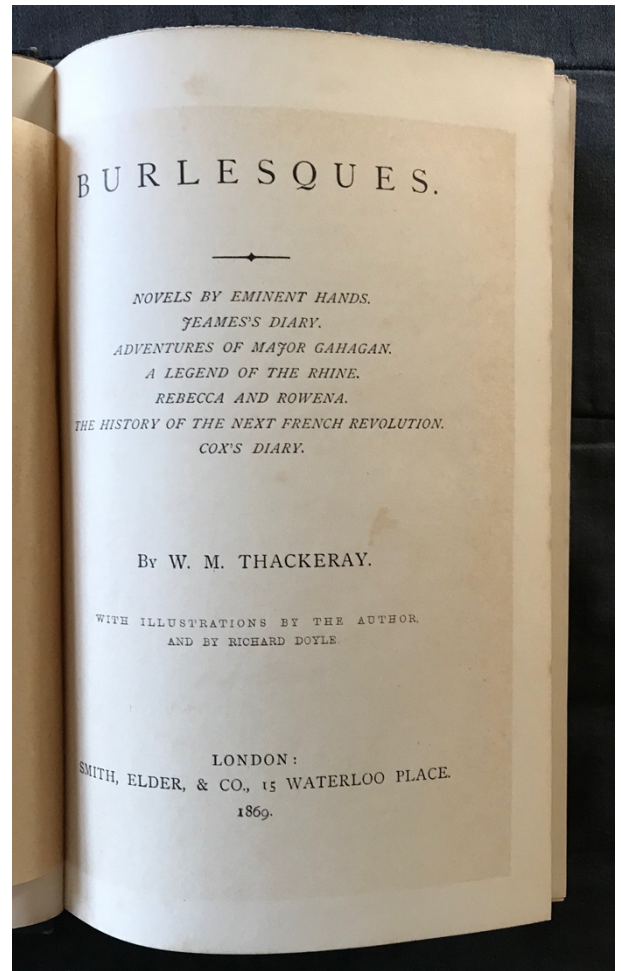 BURLESQUES.
NOVELS BY EMINENT HANDS.
JEAMES'S DIARY.
ADVENTURES OF MAJOR GAHAGAN.
A LEGEND OF THE RHINE.
REBECCA AND ROWENA.
THE HISTORY OF THE NEXT FRENCH REVOLUTION.
COX'S DIARY.
BY W. M. THACKERAY.
WITH ILLUSTRATIONS BY THE AUTHOR,
AND BY RICHARD DOYLE.
LONDON:
SMITH, ELDER, & CO., 15 WATERLOO PLACE.
1869.